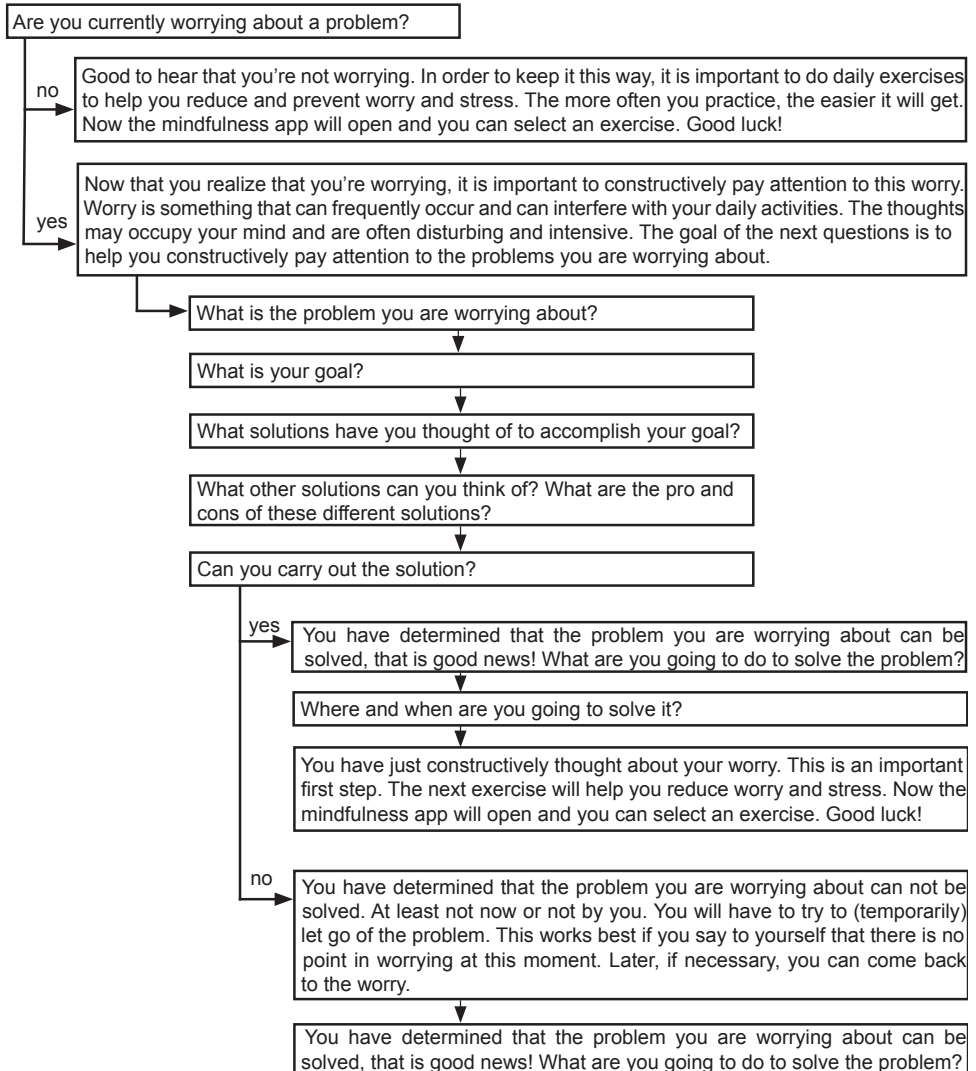 Are you currently worrying about a problem?
no
Good to hear that you're not worrying. In order to keep it this way, it is important to do daily exercises
to help you reduce and prevent worry and stress. The more often you practice, the easier it will get.
Now the mindfulness app will open and you can select an exercise. Good luck!
yes
Now that you realize that you're worrying, it is important to constructively pay attention to this worry.
Worry is something that can frequently occur and can interfere with your daily activities. The thoughts
may occupy your mind and are often disturbing and intensive. The goal of the next questions is to
help you constructively pay attention to the problems you are worrying about.
What is the problem you are worrying about?
What is your goal?
What solutions have you thought of to accomplish your goal?
What other solutions can you think of? What are the pro and
cons of these different solutions?
Can you carry out the solution?
yes
You have determined that the problem you are worrying about can be
solved, that is good news! What are you going to do to solve the problem?
Where and when are you going to solve it?
You have just constructively thought about your worry. This is an important
first step. The next exercise will help you reduce worry and stress. Now the
mindfulness app will open and you can select an exercise. Good luck!
no
You have determined that the problem you are worrying about can not be
solved. At least not now or not by you. You will have to try to (temporarily)
let go of the problem. This works best if you say to yourself that there is no
point in worrying at this moment. Later, if necessary, you can come back
to the worry.
You have determined that the problem you are worrying about can be
solved, that is good news! What are you going to do to solve the problem?